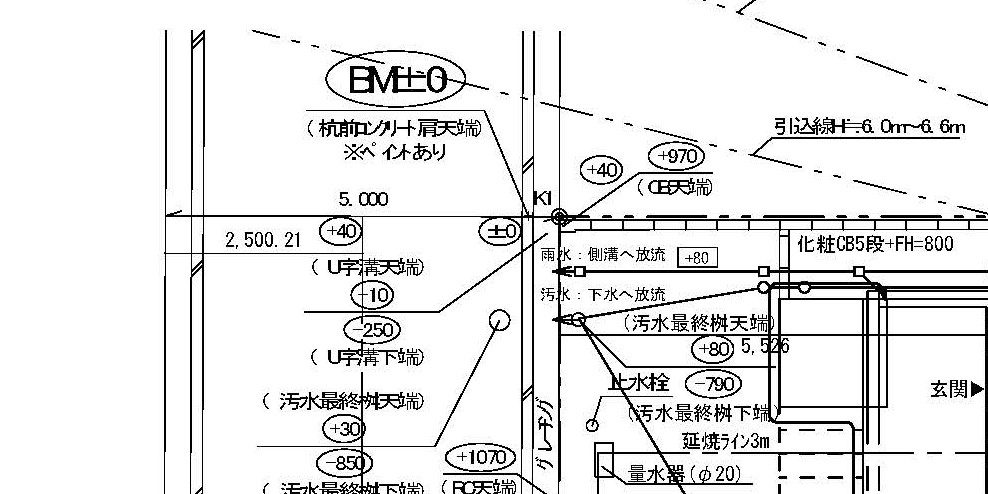 BM±0
（杭前コンクリート肩天端）
※ペイントあり
引込線H=6.0m～6.6m
+40
+970
（CB天端）
K1
5.000
+40
±0
2,500.21
（U字溝天端）
-10
-250
（U字溝下端）
雨水：側溝へ放流
+80
化粧CB5段+FH=800
汚水：下水へ放流
（汚水最終桝天端）
+80
5,526
止水栓
-790
（汚水最終桝下端）
玄関▶
（汚水最終桝天端）
+30
-850
（汚水最終桝下端）
グレーチング
延焼ライン3m
+1070
（RC天端）
量水器（φ20）